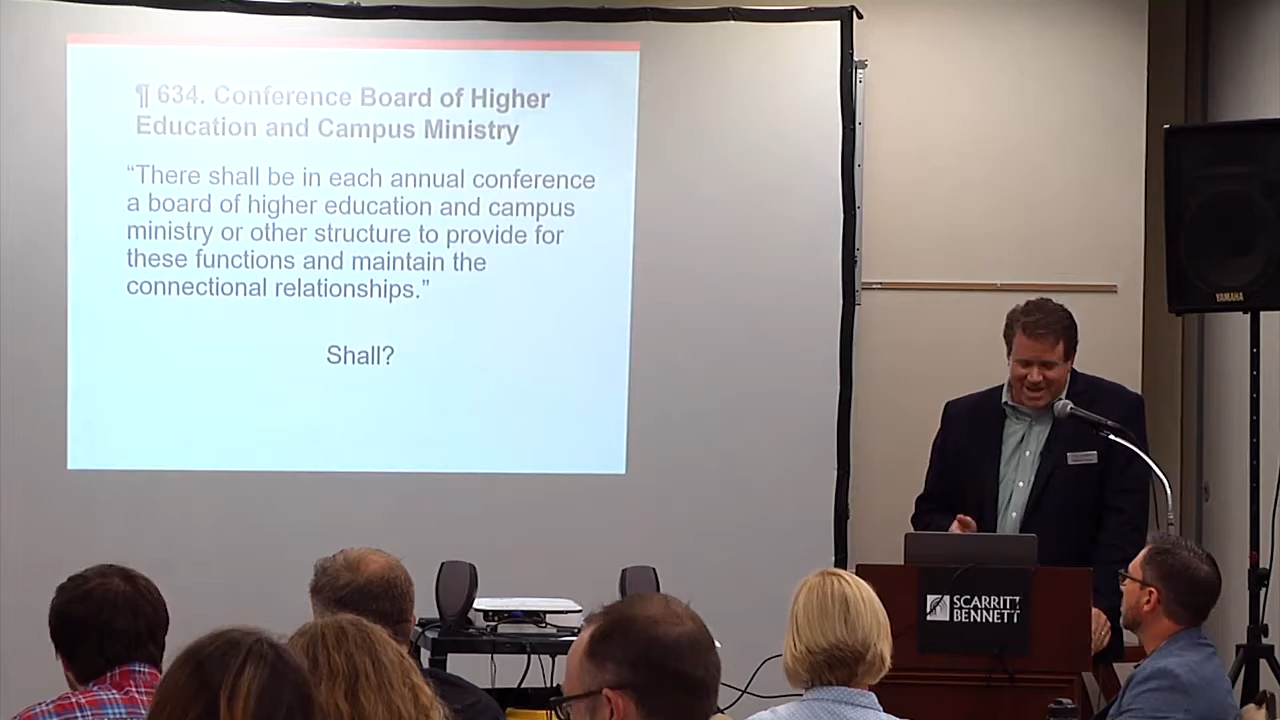 ¶ 634. Conference Board of Higher
Education and Campus Ministry
“There shall be in each annual conference
a board of higher education and campus
ministry or other structure to provide for
these functions and maintain the
connectional relationships.”
Shall?
YAMAHA
SCARRITT
BENNETT